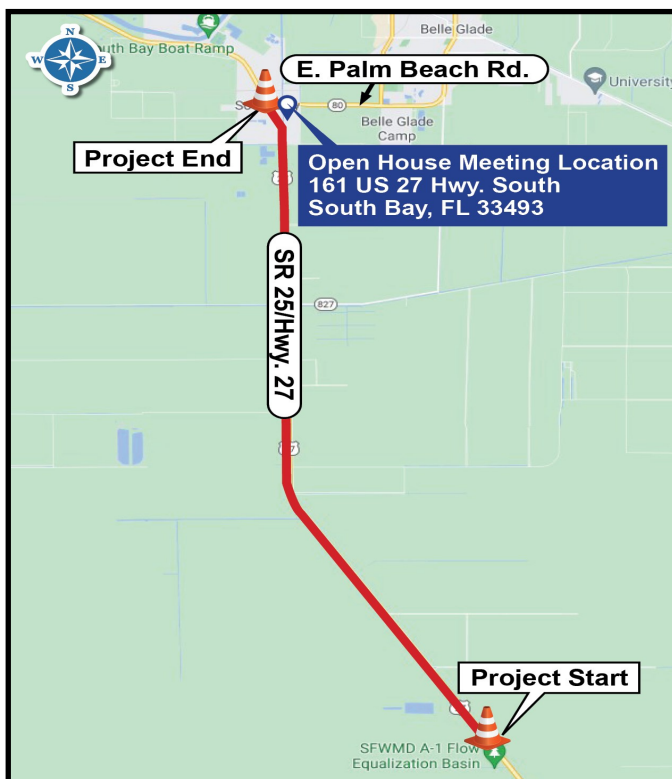 Belle Glade
N
W E
S
uth Bay Boat Ramp
E. Palm Beach Rd.
80
University
Belle Glade
Camp
Project End
Open House Meeting Location
161 US 27 Hwy. South
South Bay, FL 33493
SR 25/Hwy. 27
827
Project Start
SFWMD A-1 Flow
Equalization Basin